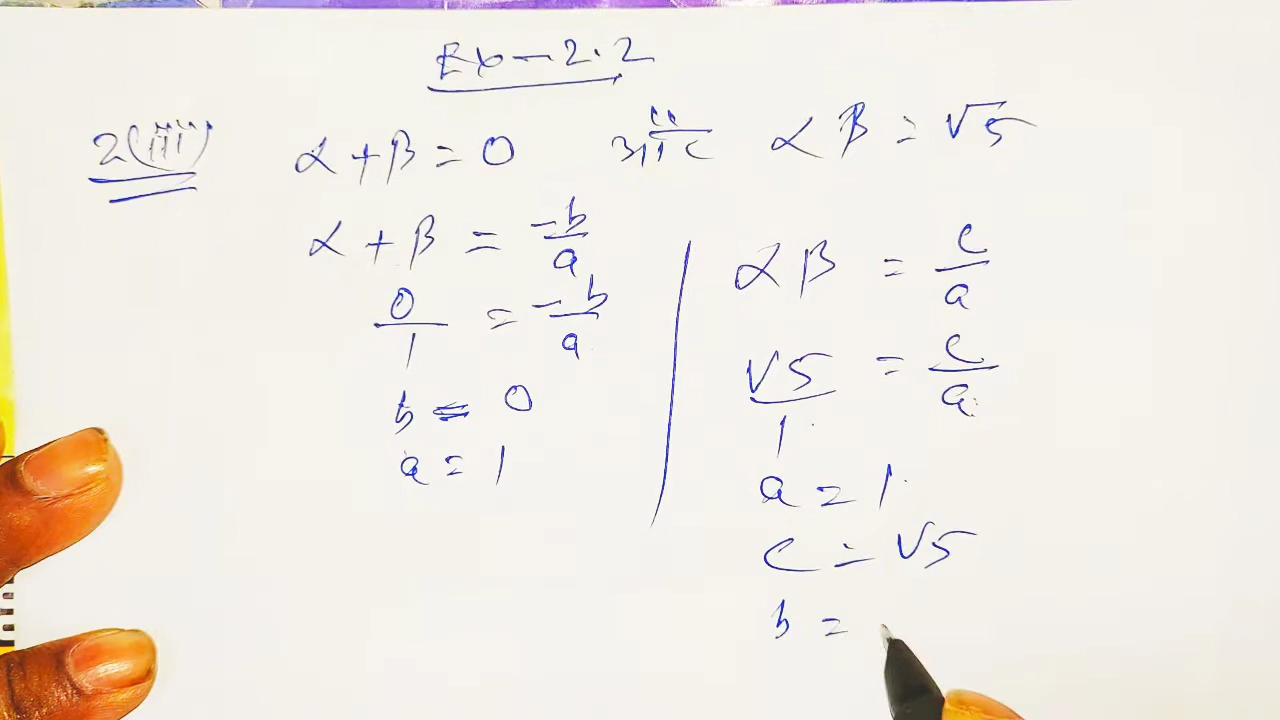 Ex-2.2
2(iii) α + β = 0 और αβ = √5
α + β = -b/a
0/1 = -b/a
b = 0
a = 1
αβ = c/a
√5/1 = c/a
a = 1
c = √5
b =